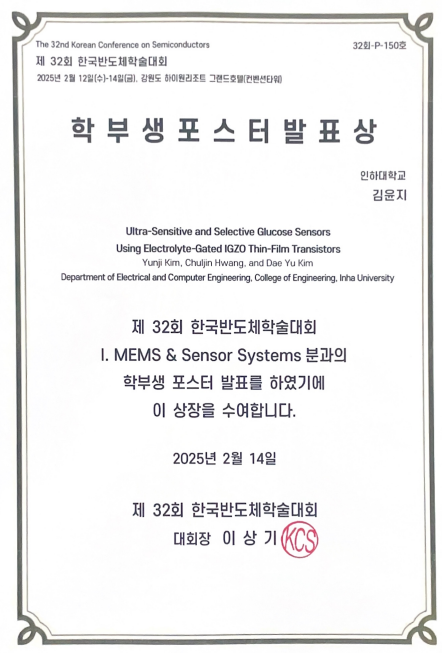 The 32nd Korean Conference on Semiconductors
32회-P-150호
제 32회 한국반도체학술대회
2025년 2월 12일(수)-14일(금), 강원도 하이원리조트 그랜드호텔(컨벤션타워)
학부생포스터발표상
인하대학교
김윤지
Ultra-Sensitive and Selective Glucose Sensors
Using Electrolyte-Gated IGZO Thin-Film Transistors
Yunji Kim, Chuljin Hwang, and Dae Yu Kim
Department of Electrical and Computer Engineering, College of Engineering, Inha University
제 32회 한국반도체학술대회
I. MEMS & Sensor Systems 분과의
학부생 포스터 발표를 하였기에
이 상장을 수여합니다.
2025년 2월 14일
제 32회 한국반도체학술대회
대회장 이 상 기 KCS